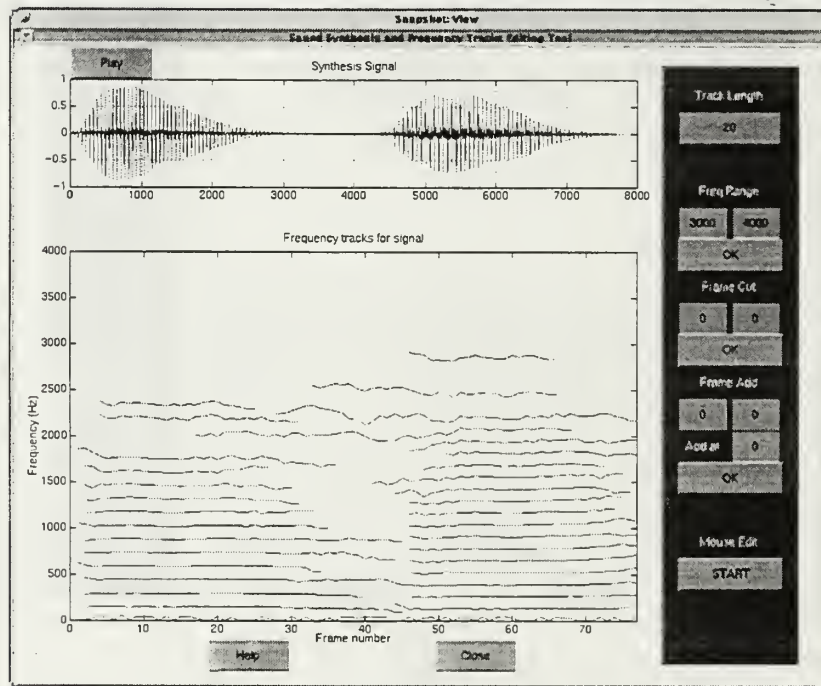 Snapshot: View
Sound Synthesis and Frequency Tracks Editing Tool
Play
Synthesis Signal
1
0.5
0
−0.5
−1
0 1000 2000 3000 4000 5000 6000 7000 8000
Frequency tracks for signal
4000
3500
3000
2500
2000
1500
1000
500
0
Frequency (Hz)
0 10 20 30 40 50 60 70
Frame number
Help
Close
Track Length
20
Freq Range
3000 4000
OK
Frame Cut
0 0
OK
Frame Add
0 0
Add at 0
OK
Mouse Edit
START